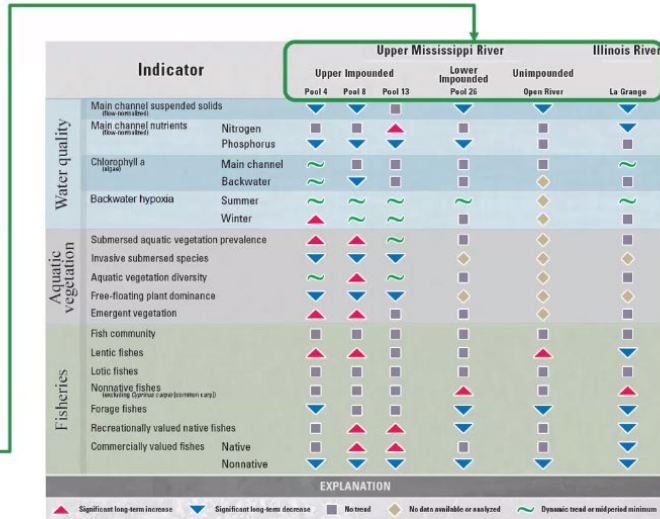 Indicator
Upper Mississippi River
Illinois River
Upper Impounded
Lower Impounded
Unimpounded
Pool 4
Pool 8
Pool 13
Pool 26
Open River
La Grange
Water quality
Main channel suspended solids
(flow-normalized)
Main channel nutrients
(flow-normalized)
Nitrogen
Phosphorus
Chlorophyll a
(algae)
Main channel
Backwater
Backwater hypoxia
Summer
Winter
Aquatic vegetation
Submersed aquatic vegetation prevalence
Invasive submersed species
Aquatic vegetation diversity
Free-floating plant dominance
Emergent vegetation
Fisheries
Fish community
Lentic fishes
Lotic fishes
Nonnative fishes
(excluding Cyprinus carpio [common carp])
Forage fishes
Recreationally valued native fishes
Commercially valued fishes
Native
Nonnative
EXPLANATION
Significant long-term increase
Significant long-term decrease
No trend
No data available or analyzed
Dynamic trend or midperiod minimum